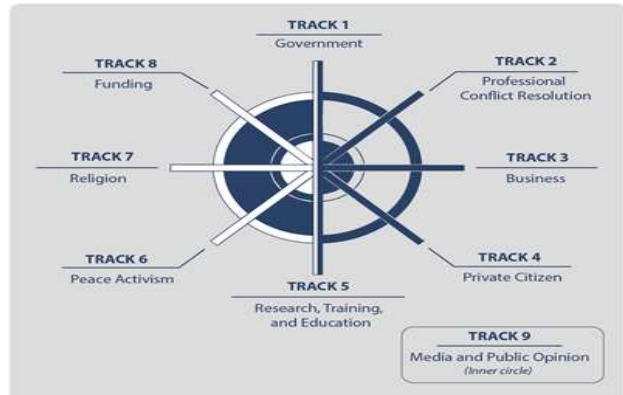 TRACK 1
Government
TRACK 2
Professional
Conflict Resolution
TRACK 3
Business
TRACK 4
Private Citizen
TRACK 5
Research, Training,
and Education
TRACK 6
Peace Activism
TRACK 7
Religion
TRACK 8
Funding
TRACK 9
Media and Public Opinion
(Inner circle)